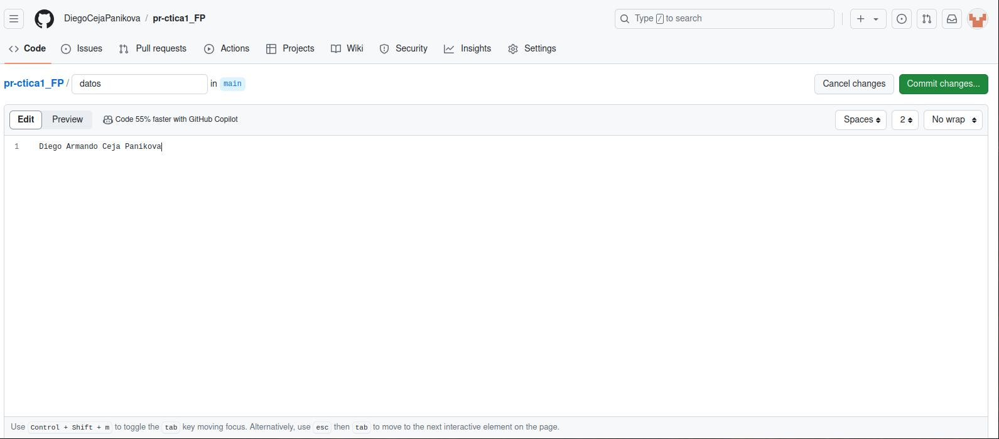 DiegoCejaPanikova / pr-ctica1_FP Type / to search
Code Issues Pull requests Actions Projects Wiki Security Insights Settings
pr-ctica1_FP / datos in main Cancel changes Commit changes...
Edit Preview Code 55% faster with GitHub Copilot Spaces 2 No wrap
1 Diego Armando Ceja Panikova
Use Control + Shift + m to toggle the tab key moving focus. Alternatively, use esc then tab to move to the next interactive element on the page.